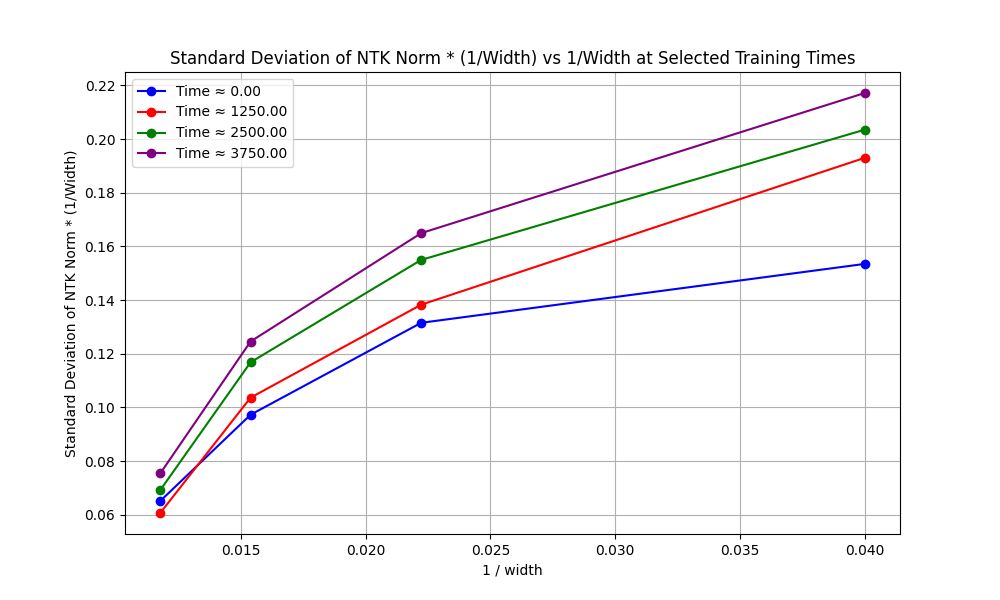 Standard Deviation of NTK Norm * (1/Width) vs 1/Width at Selected Training Times
Time ≈ 0.00
Time ≈ 1250.00
Time ≈ 2500.00
Time ≈ 3750.00
Standard Deviation of NTK Norm * (1/Width)
0.22
0.20
0.18
0.16
0.14
0.12
0.10
0.08
0.06
0.015 0.020 0.025 0.030 0.035 0.040
1 / width